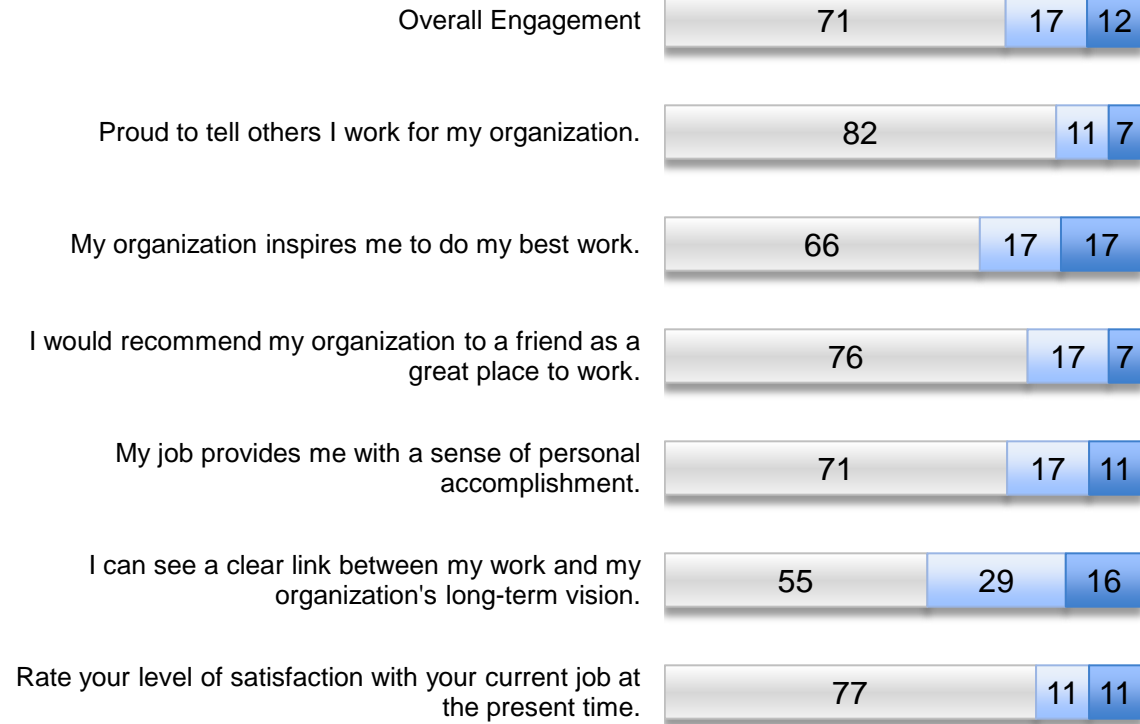 Overall Engagement 71 17 12
Proud to tell others I work for my organization. 82 11 7
My organization inspires me to do my best work. 66 17 17
I would recommend my organization to a friend as a
great place to work. 76 17 7
My job provides me with a sense of personal
accomplishment. 71 17 11
I can see a clear link between my work and my
organization's long-term vision. 55 29 16
Rate your level of satisfaction with your current job at
the present time. 77 11 11